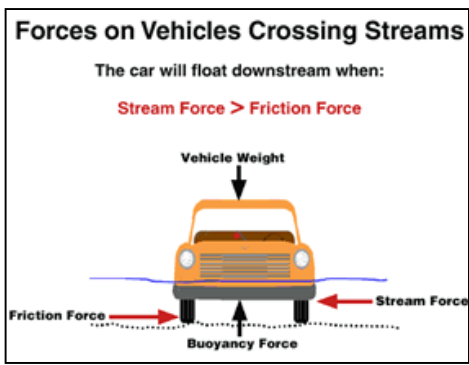 Forces on Vehicles Crossing Streams
The car will float downstream when:
Stream Force > Friction Force
Vehicle Weight
Stream Force
Friction Force
Buoyancy Force